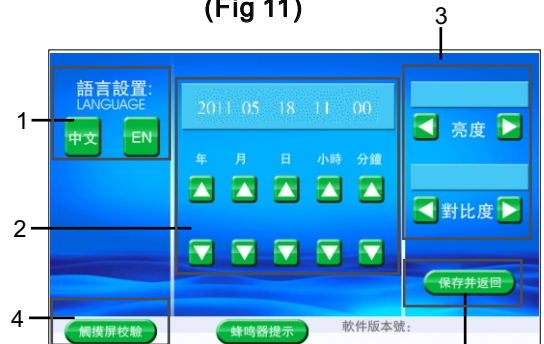 (Fig 11)
3
語言設置:
LANGUAGE
1
中文
EN
2011 05 18 11 00
年 月 日 小時 分鐘
亮度
對比度
2
保存并返回
4
觸摸屏校驗
蜂鸣器提示
軟件版本號: